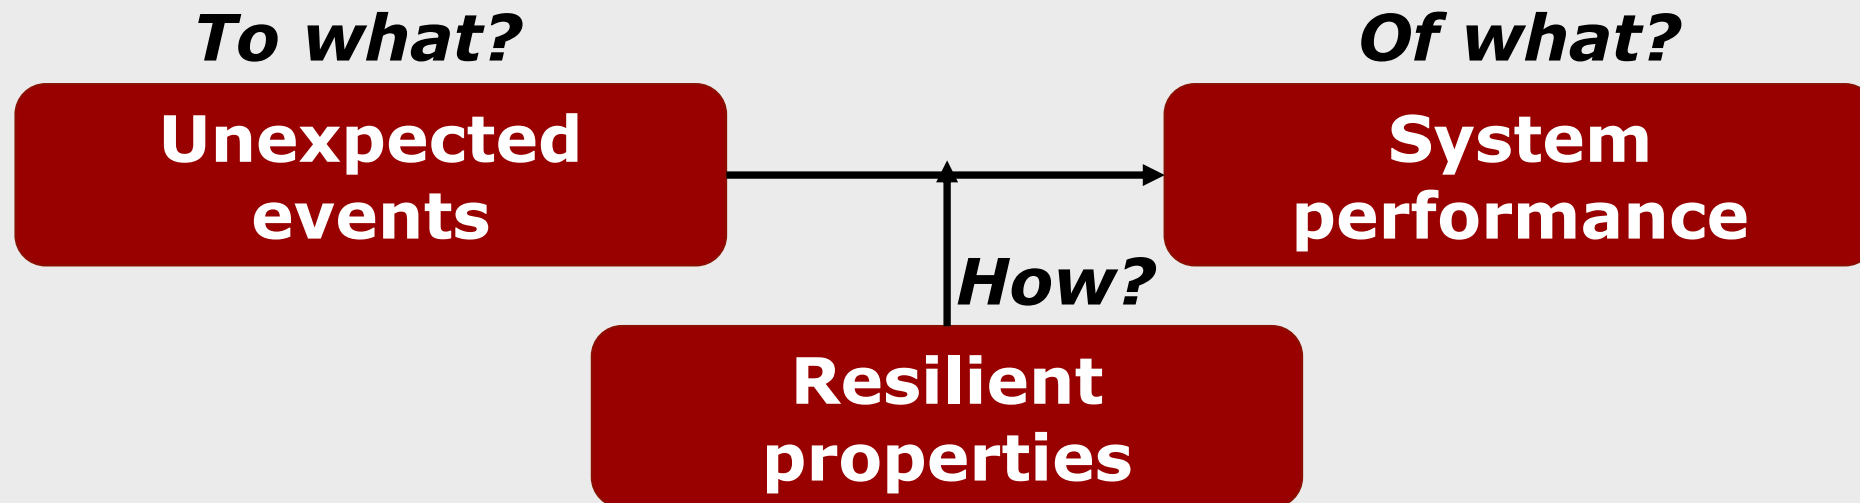 To what?
Of what?
Unexpected
events
System
performance
How?
Resilient
properties